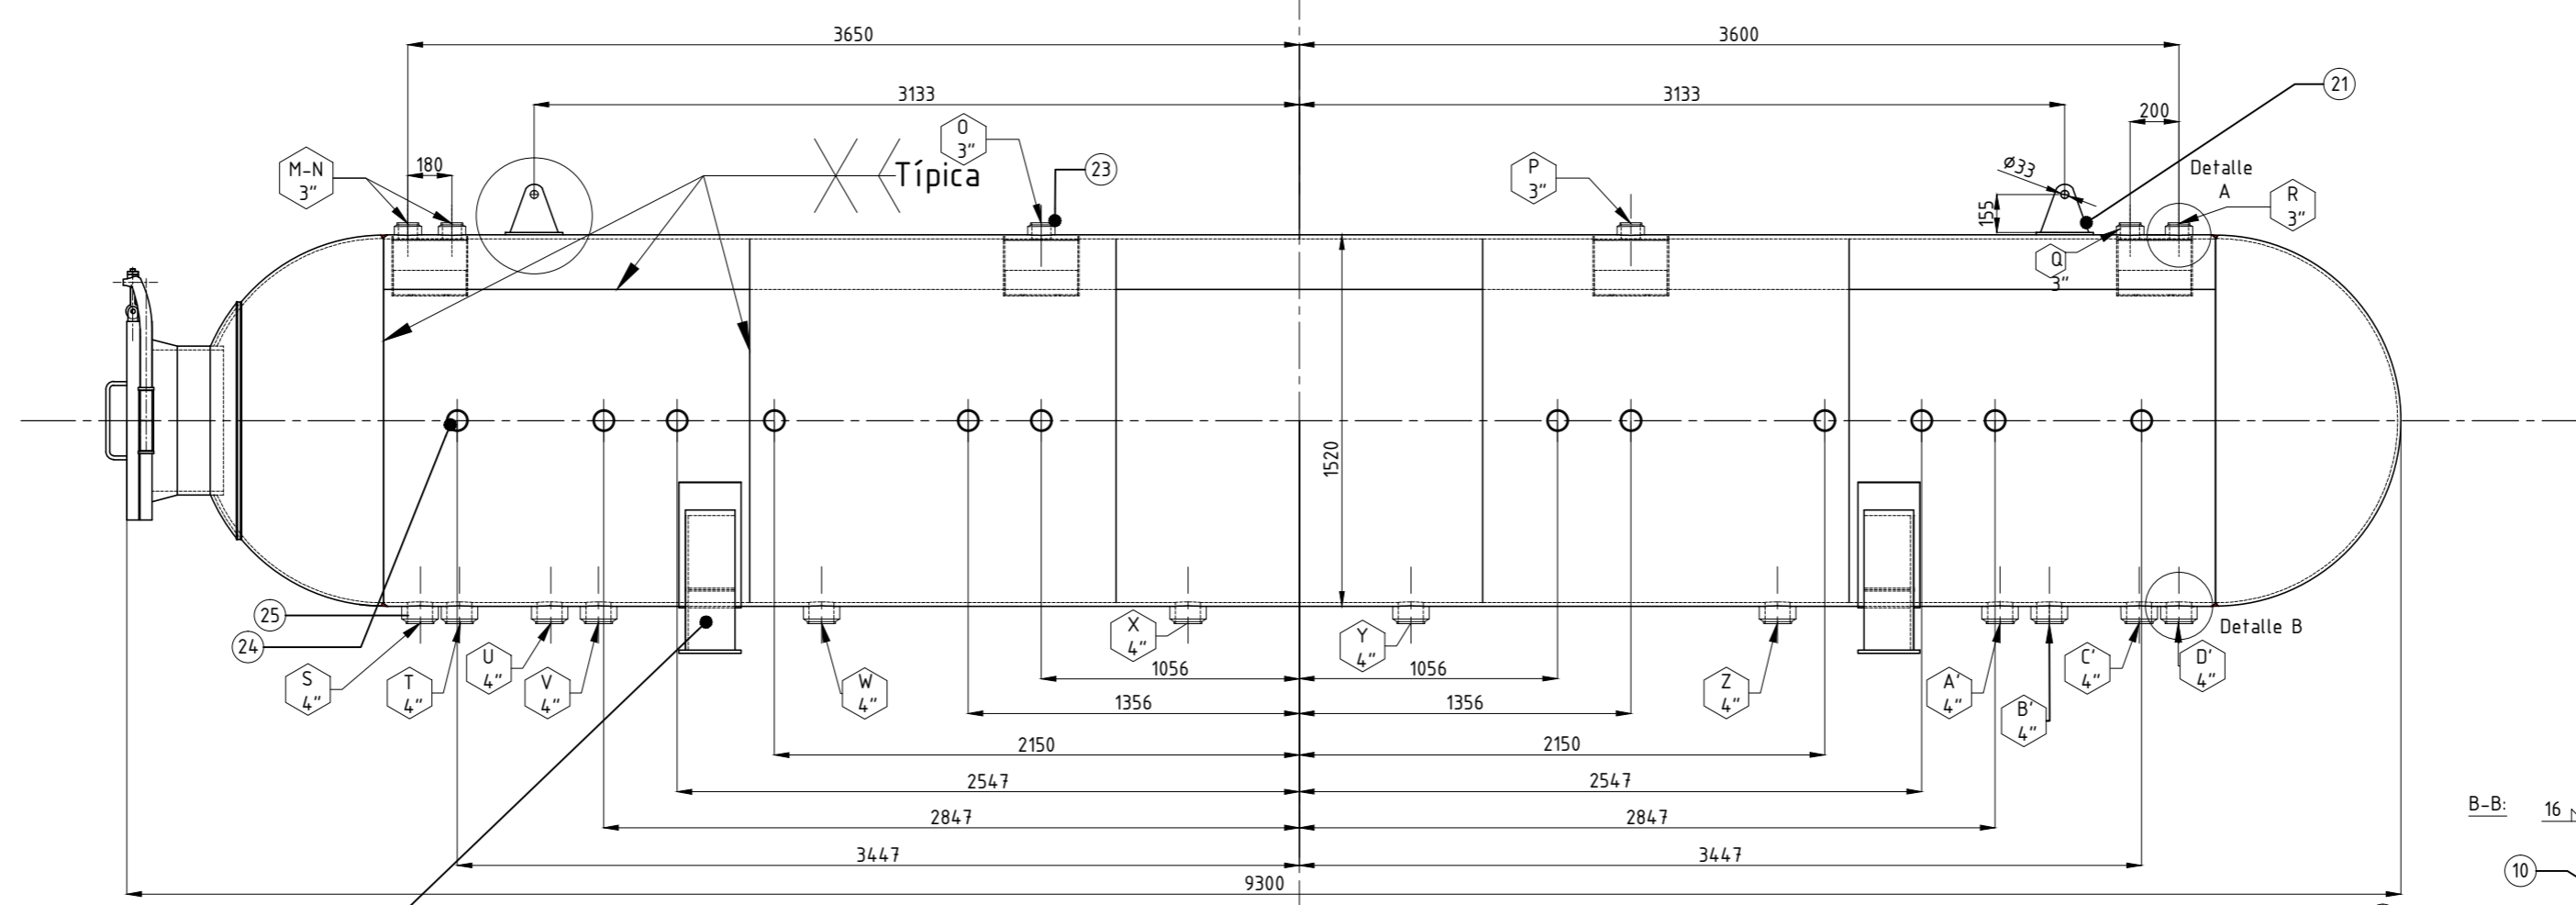 3650
3600
3133
3133
21
O
3"
200
M-N
3"
180
Típica
23
P
3"
Ø33
Detalle
A
R
3"
155
Q
3"
1520
25
24
S
4"
T
4"
U
4"
V
4"
W
4"
X
4"
Y
4"
Z
4"
A'
4"
B'
4"
C'
4"
D'
4"
Detalle B
1056
1056
1356
1356
2150
2150
2547
2547
2847
2847
3447
3447
9300
B-B:
16
10